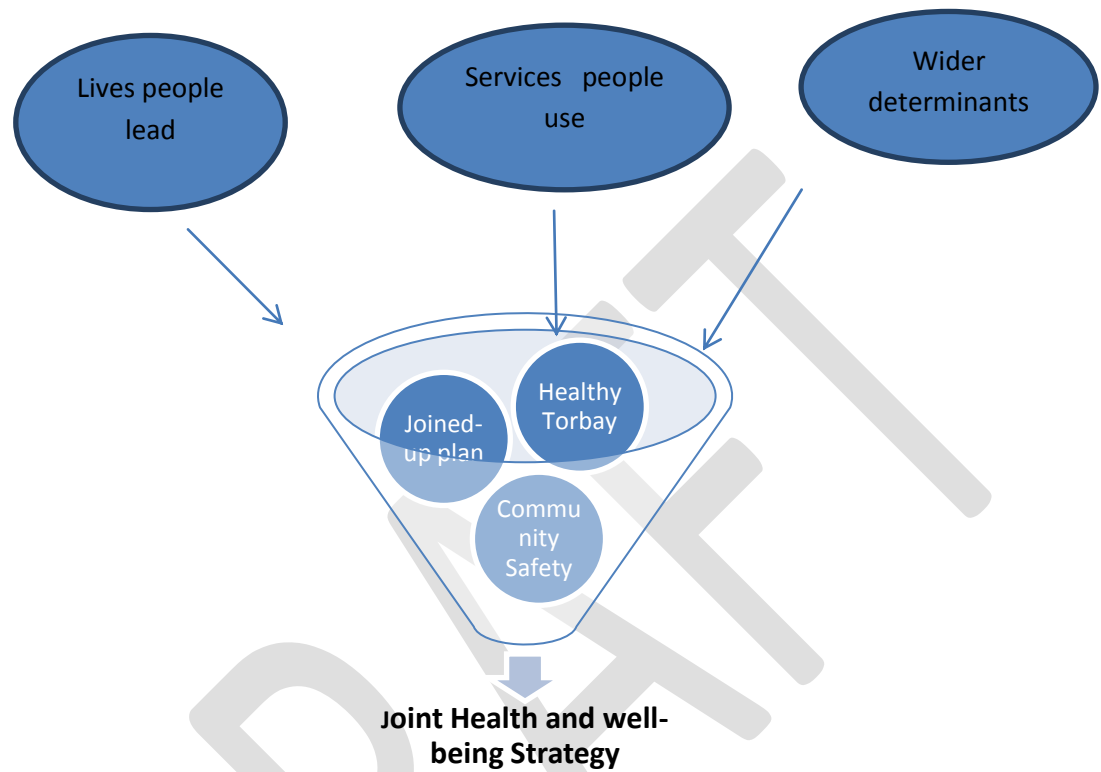 Lives people
lead
Services people
use
Wider
determinants
Healthy
Torbay
Joined-
up plan
Commu
nity
Safety
Joint Health and well-
being Strategy
DRAFT